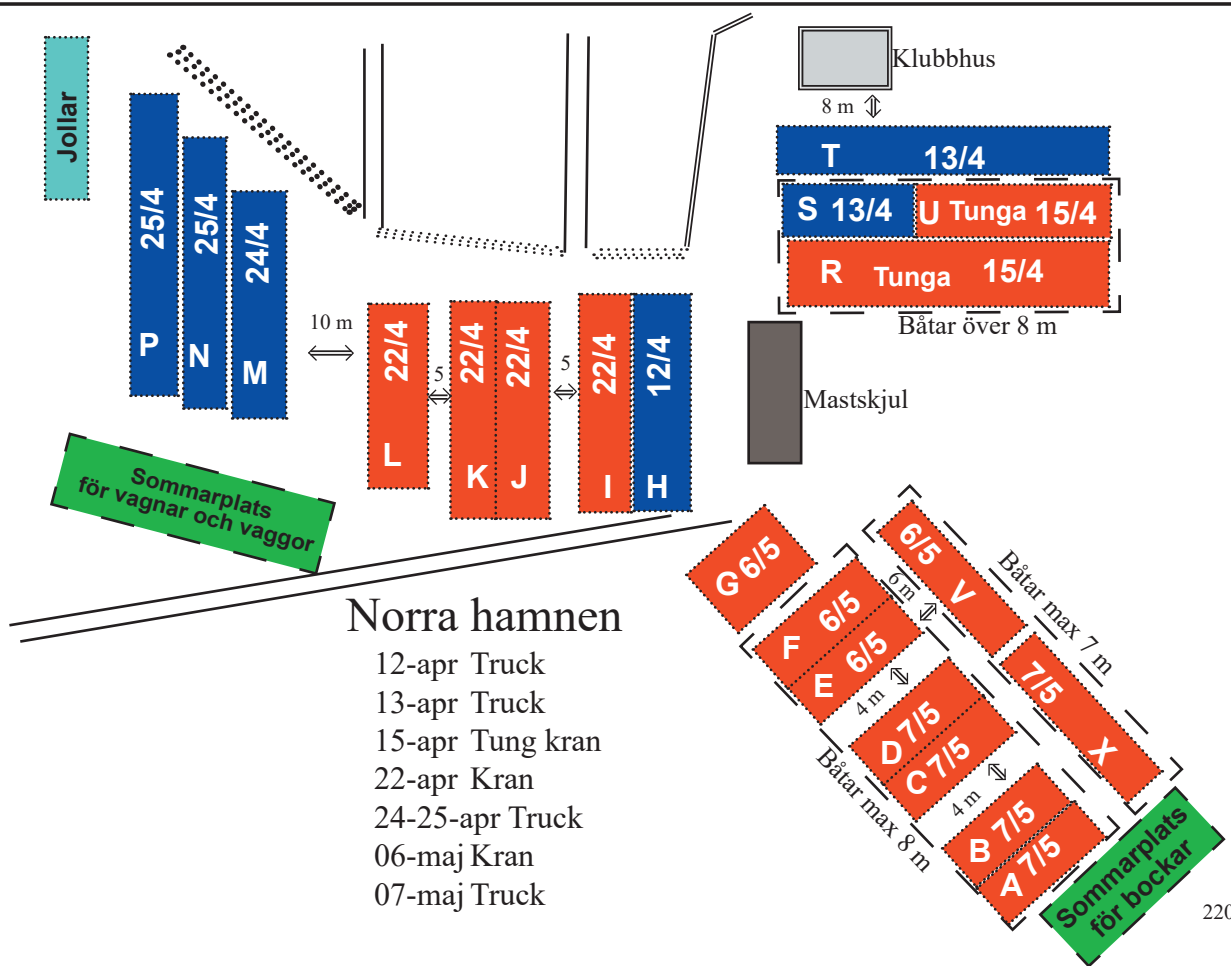 Jollar
Klubbhus
8 m
T 13/4
S 13/4
U Tunga 15/4
R Tunga 15/4
Båtar över 8 m
P 25/4
N 25/4
M 24/4
10 m
L 22/4
5
K 22/4
J 22/4
5
I 22/4
H 12/4
Mastskjul
Sommarplats
för vagnar och vaggor
Norra hamnen
12-apr Truck
13-apr Truck
15-apr Tung kran
22-apr Kran
24-25-apr Truck
06-maj Kran
07-maj Truck
G 6/5
F 6/5
E 6/5
6 m
6/5 V
Båtar max 7 m
7/5 X
4 m
D 7/5
C 7/5
4 m
Båtar max 8 m
B 7/5
A 7/5
Sommarplats
för bockar
220